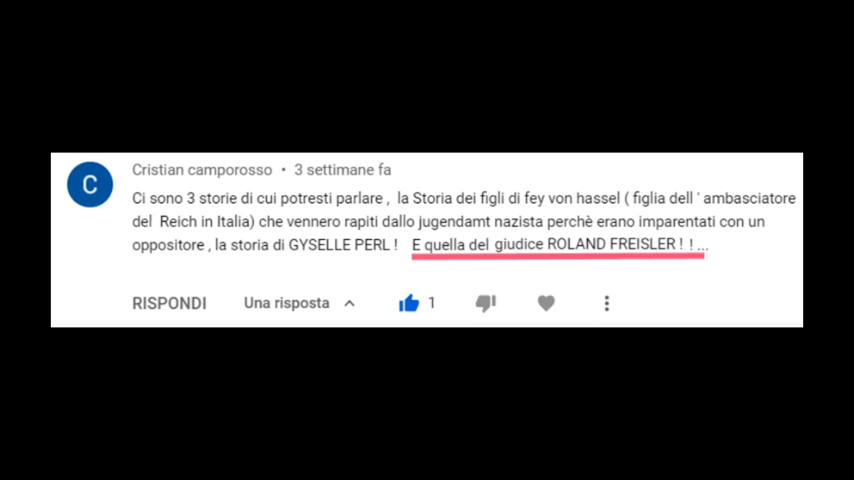 C
Cristian camporosso • 3 settimane fa
Ci sono 3 storie di cui potresti parlare , la Storia dei figli di fey von hassel ( figlia dell ' ambasciatore
del Reich in Italia) che vennero rapiti dallo jugendamt nazista perchè erano imparentati con un
oppositore , la storia di GYSELLE PERL ! E quella del giudice ROLAND FREISLER ! ! ...
RISPONDI Una risposta 1